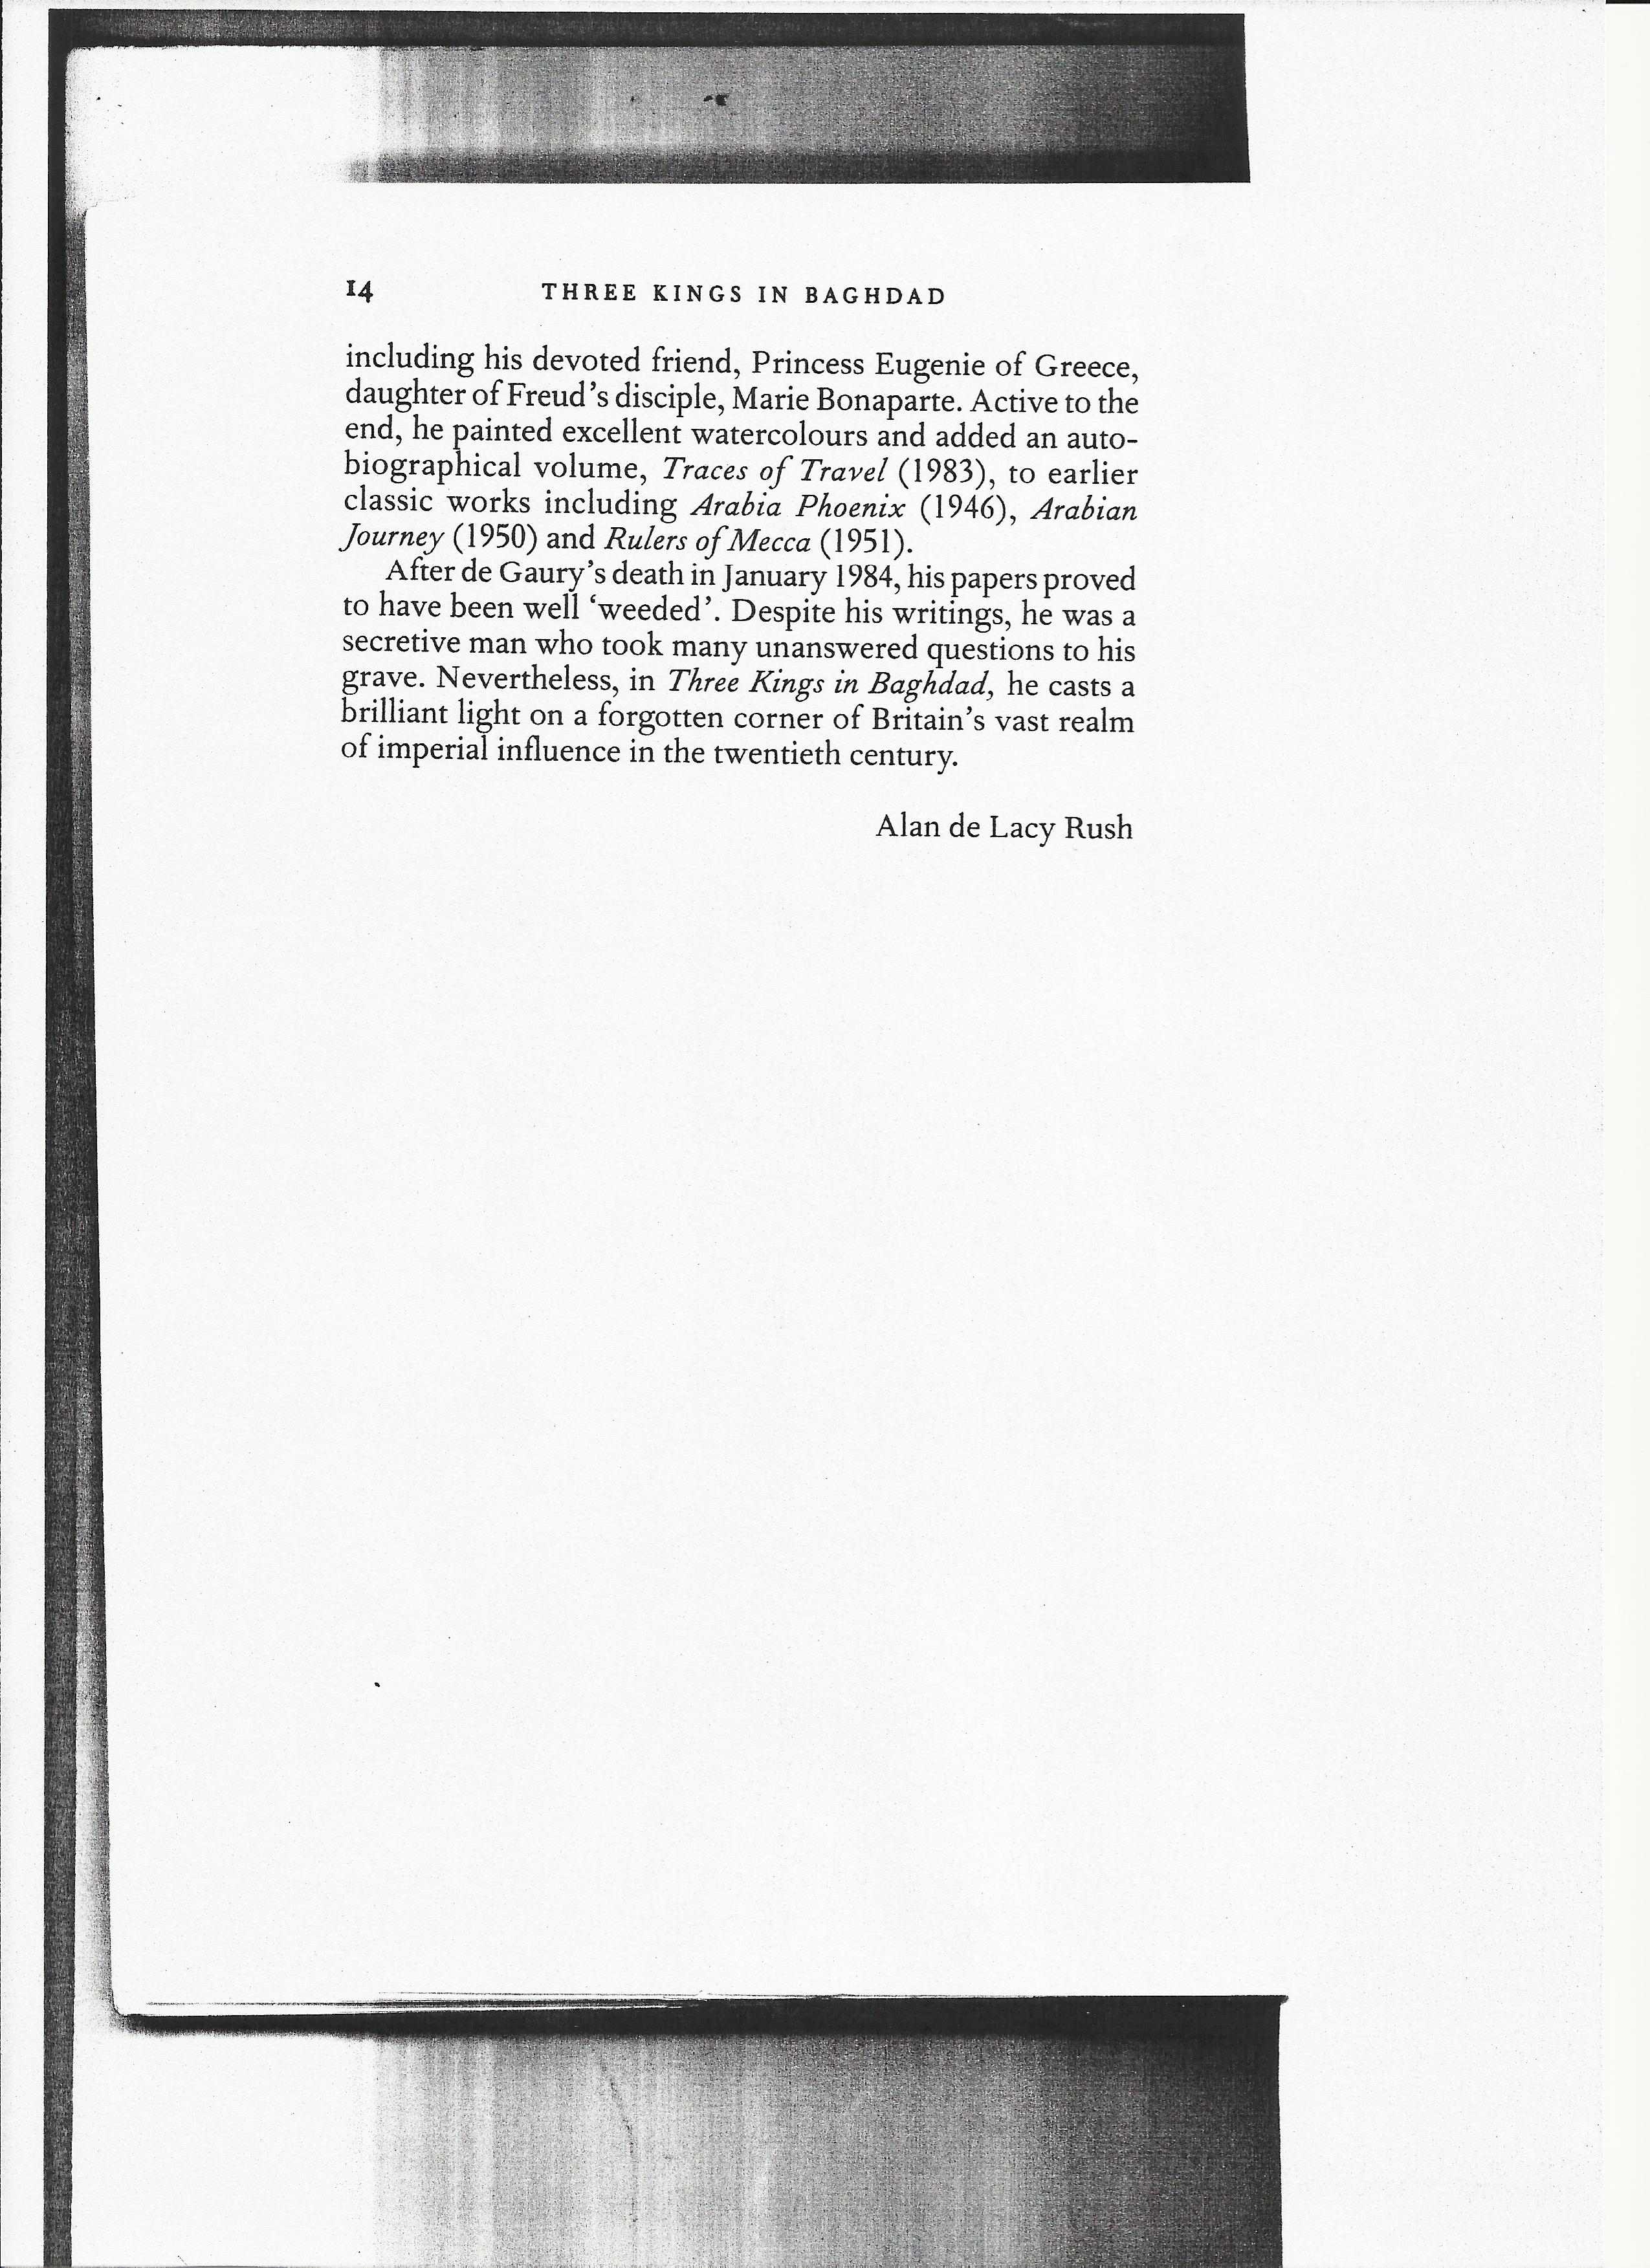 14 THREE KINGS IN BAGHDAD
including his devoted friend, Princess Eugenie of Greece,
daughter of Freud's disciple, Marie Bonaparte. Active to the
end, he painted excellent watercolours and added an auto-
biographical volume, Traces of Travel (1983), to earlier
classic works including Arabia Phoenix (1946), Arabian
Journey (1950) and Rulers of Mecca (1951).
After de Gaury's death in January 1984, his papers proved
to have been well ‘weeded’. Despite his writings, he was a
secretive man who took many unanswered questions to his
grave. Nevertheless, in Three Kings in Baghdad, he casts a
brilliant light on a forgotten corner of Britain's vast realm
of imperial influence in the twentieth century.
Alan de Lacy Rush